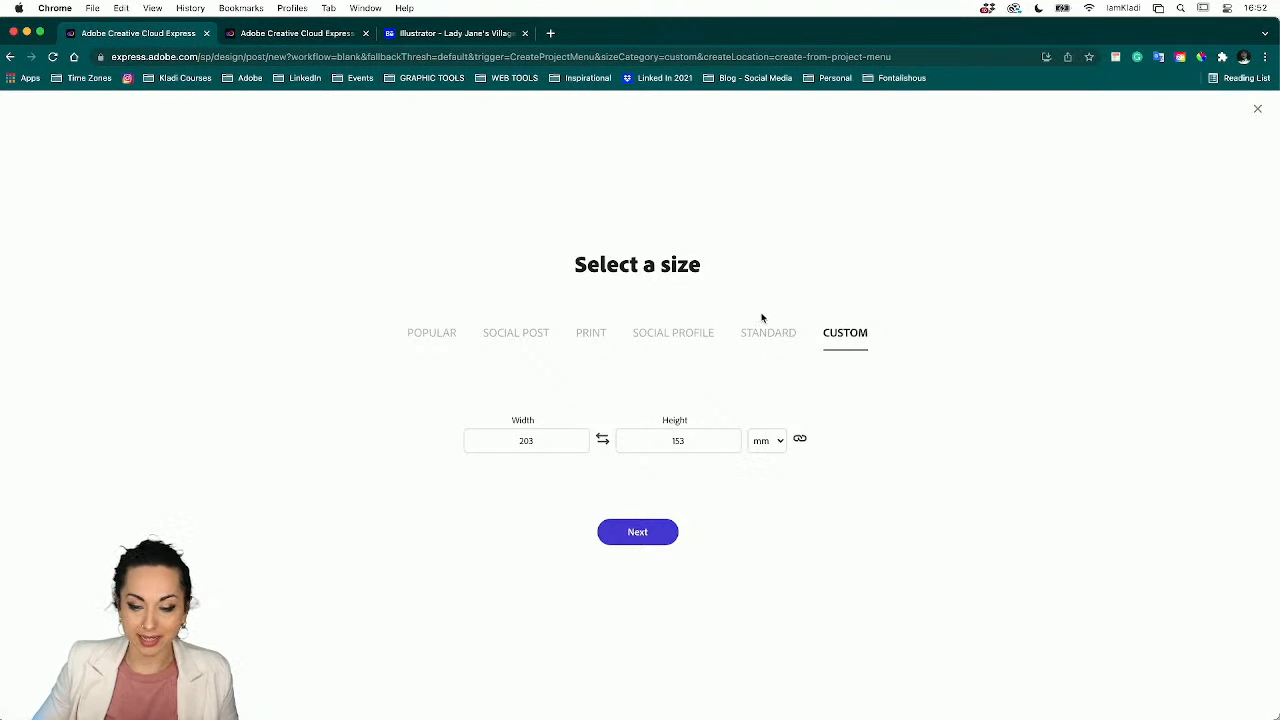 Chrome File Edit View History Bookmarks Profiles Tab Window Help IamKladi 16:52
Adobe Creative Cloud Express Adobe Creative Cloud Express Illustrator - Lady Jane's Village
express.adobe.com/sp/design/post/new?workflow=blank&fallbackThresh=default&trigger=CreateProjectMenu&sizeCategory=custom&createLocation=create-from-project-menu
Apps Time Zones Kladi Courses Adobe LinkedIn Events GRAPHIC TOOLS WEB TOOLS Illustration Linked In 2021 Blog - Social Media Personal Fontalishous Reading List
Select a size
POPULAR SOCIAL POST PRINT SOCIAL PROFILE STANDARD CUSTOM
Width Height
203 153 mm
Next